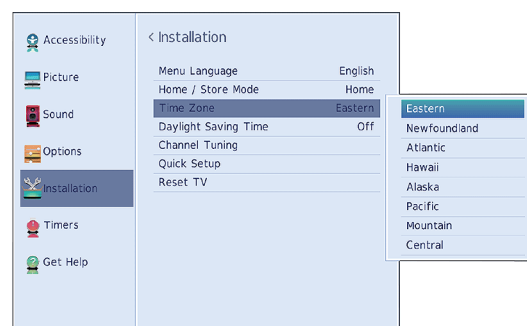 Accessibility
Picture
Sound
Options
Installation
Timers
Get Help
< Installation
Menu Language English
Home / Store Mode Home
Time Zone Eastern
Daylight Saving Time Off
Channel Tuning
Quick Setup
Reset TV
Eastern
Newfoundland
Atlantic
Hawaii
Alaska
Pacific
Mountain
Central